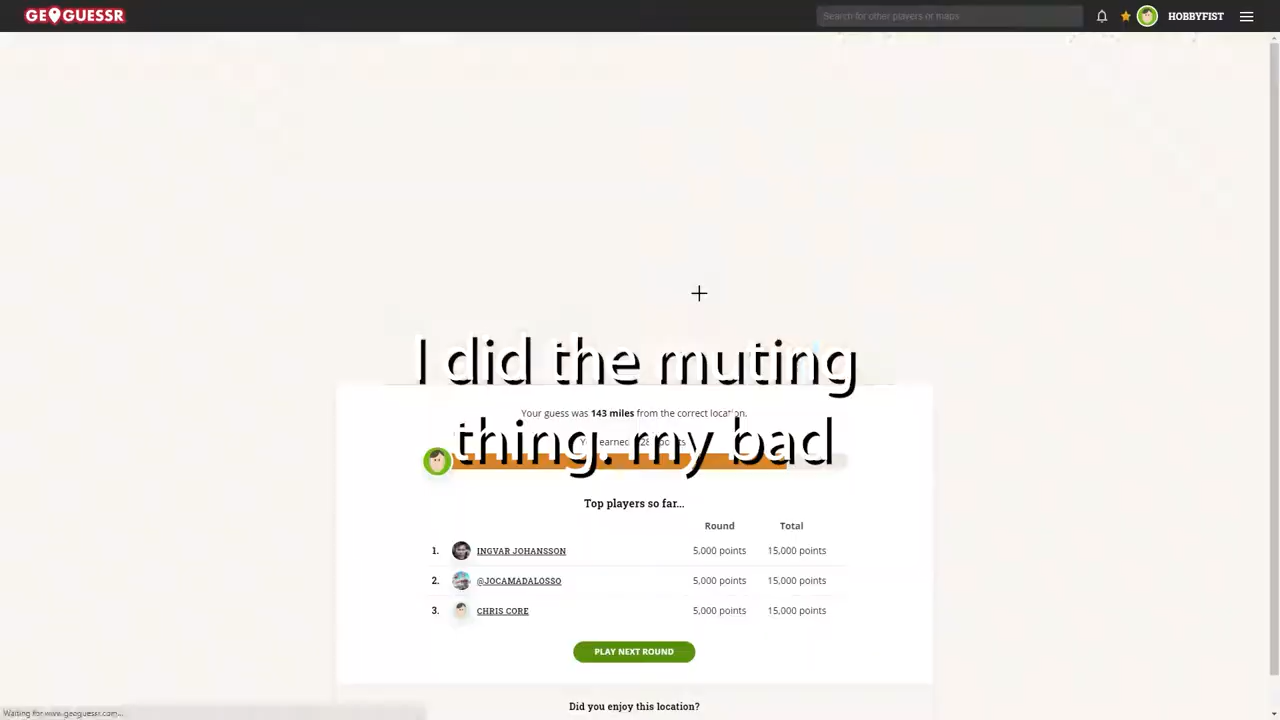 GEOGUESSR
Search for other players or maps
HOBBYFIST
I did the muting
Your guess was 143 miles from the correct location.
thing. my bad
earned
Top players so far...
Round Total
1. INGVAR JOHANSSON 5,000 points 15,000 points
2. @JOCAMADALOSSO 5,000 points 15,000 points
3. CHRIS CORE 5,000 points 15,000 points
PLAY NEXT ROUND
Did you enjoy this location?
Waiting for www.geoguessr.com...